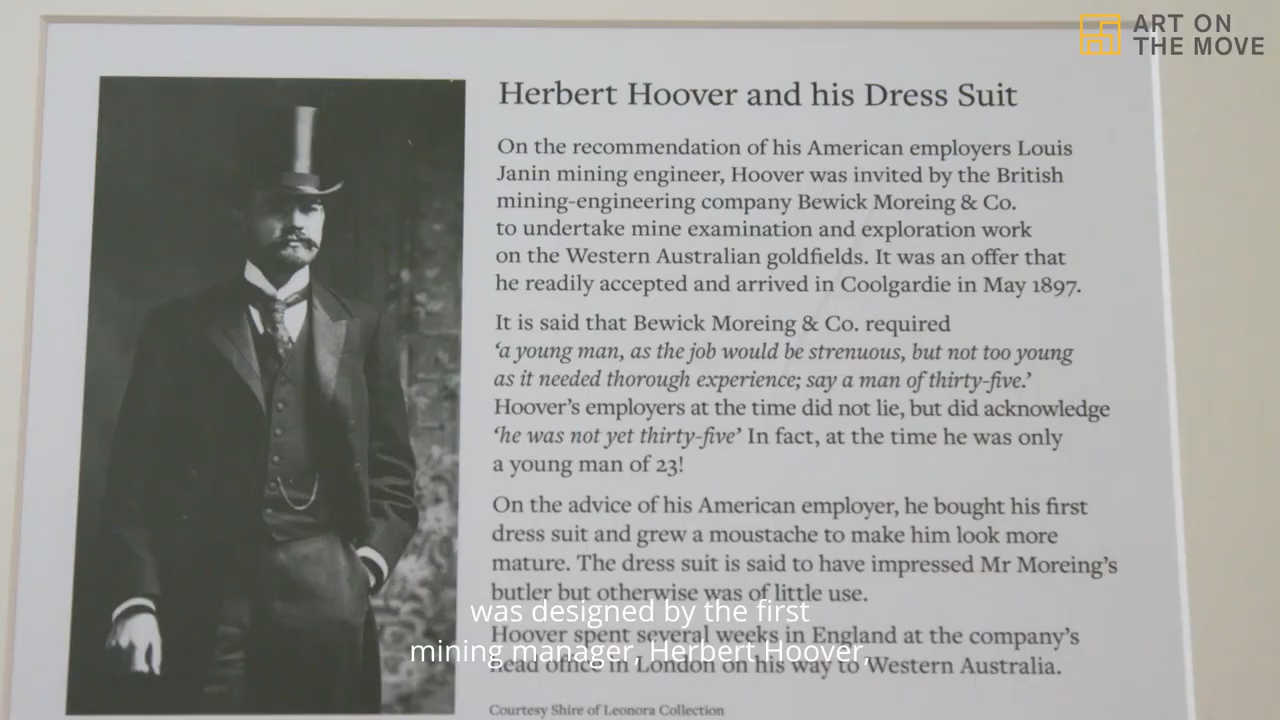 ART ON
THE MOVE
Herbert Hoover and his Dress Suit
On the recommendation of his American employers Louis
Janin mining engineer, Hoover was invited by the British
mining-engineering company Bewick Moreing & Co.
to undertake mine examination and exploration work
on the Western Australian goldfields. It was an offer that
he readily accepted and arrived in Coolgardie in May 1897.
It is said that Bewick Moreing & Co. required
‘a young man, as the job would be strenuous, but not too young
as it needed thorough experience; say a man of thirty-five.’
Hoover’s employers at the time did not lie, but did acknowledge
‘he was not yet thirty-five’ In fact, at the time he was only
a young man of 23!
On the advice of his American employer, he bought his first
dress suit and grew a moustache to make him look more
mature. The dress suit is said to have impressed Mr Moreing’s
butler but otherwise was of little use.
Hoover spent several weeks in England at the company’s
head office in London on his way to Western Australia.
Courtesy Shire of Leonora Collection
was designed by the first
mining manager, Herbert Hoover,